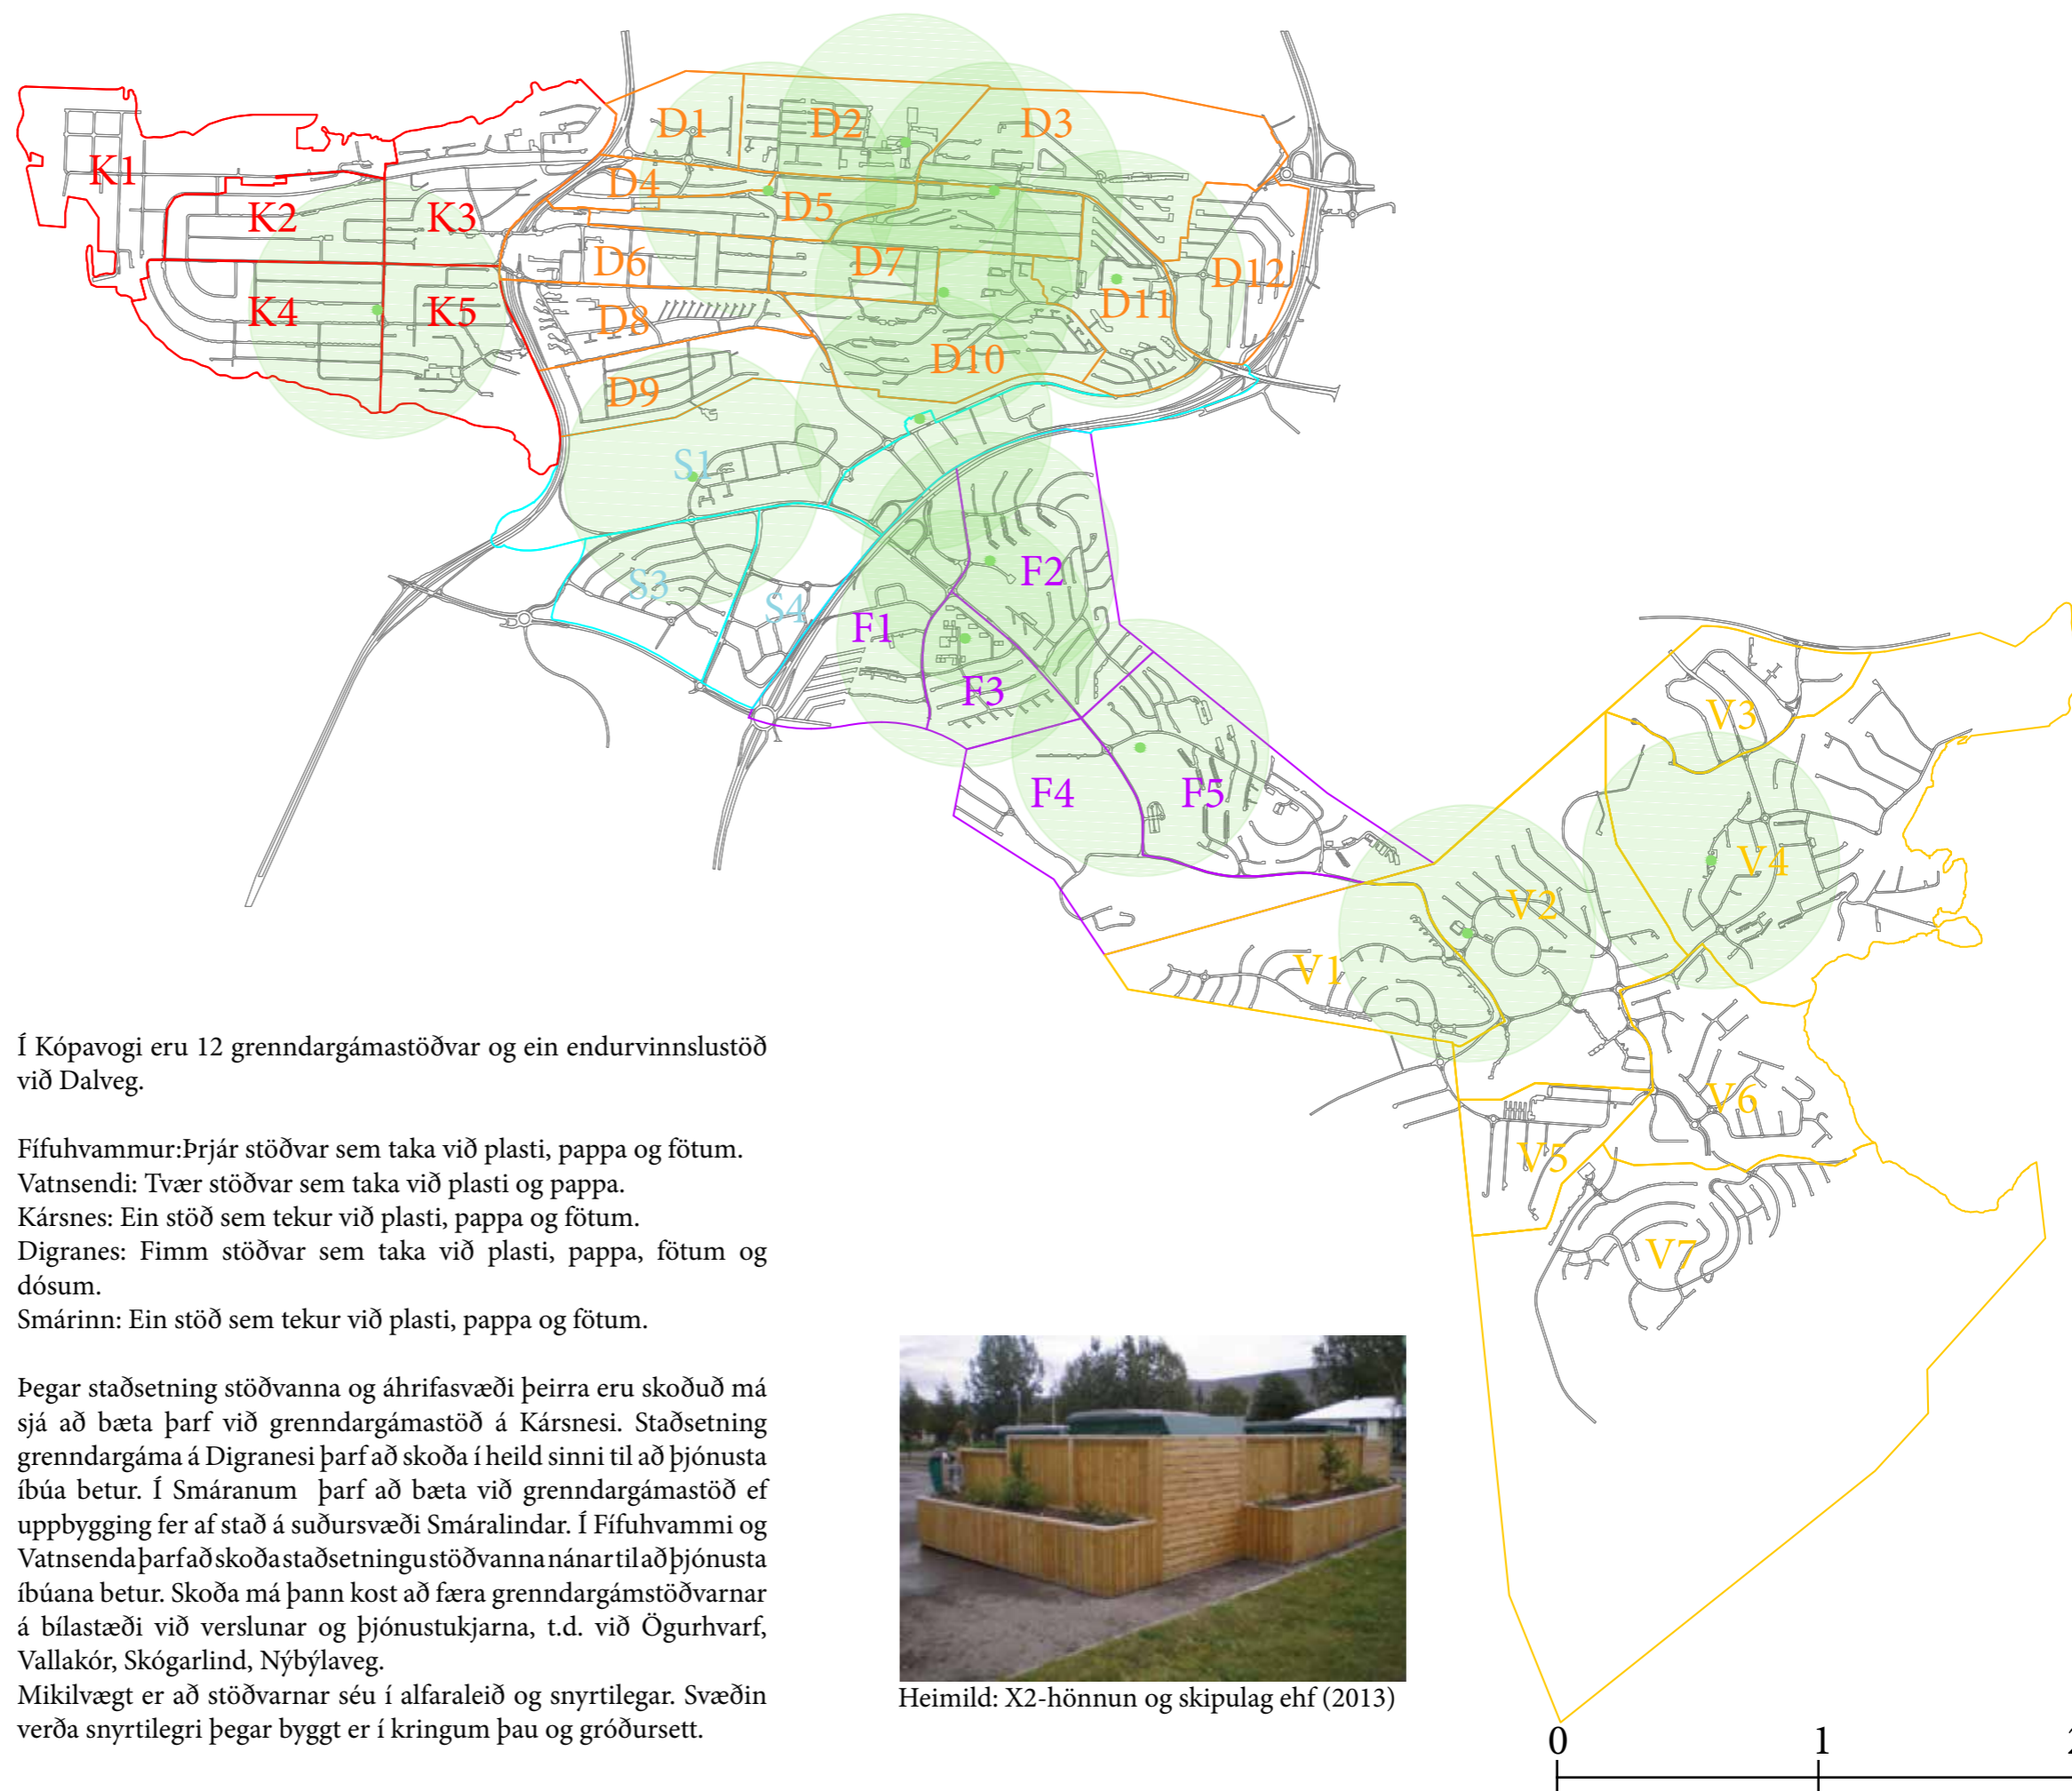 D1
D2
D3
K1
D4
K2
K3
D5
D6
D7
D12
K4
K5
D8
D11
D10
D9
S1
F2
S3
S4
F1
F3
V3
F4
F5
V4
V2
V1
V6
V5
V7
Í Kópavogi eru 12 grenndargámastöðvar og ein endurvinnslustöð
við Dalveg.
Fífuhvammur:Þrjár stöðvar sem taka við plasti, pappa og fötum.
Vatnsendi: Tvær stöðvar sem taka við plasti og pappa.
Kársnes: Ein stöð sem tekur við plasti, pappa og fötum.
Digranes: Fimm stöðvar sem taka við plasti, pappa, fötum og
dósum.
Smárinn: Ein stöð sem tekur við plasti, pappa og fötum.
Þegar staðsetning stöðvanna og áhrifasvæði þeirra eru skoðuð má
sjá að bæta þarf við grenndargámastöð á Kársnesi. Staðsetning
grenndargáma á Digranesi þarf að skoða í heild sinni til að þjónusta
íbúa betur. Í Smáranum þarf að bæta við grenndargámastöð ef
uppbygging fer af stað á suðursvæði Smáralindar. Í Fífuhvammi og
Vatnsenda þarf að skoða staðsetningu stöðvanna nánar til að þjónusta
íbúana betur. Skoða má þann kost að færa grenndargámstöðvarnar
á bílastæði við verslunar og þjónustukjarna, t.d. við Ögurhvarf,
Vallakór, Skógarlind, Nýbýlaveg.
Mikilvægt er að stöðvarnar séu í alfaraleið og snyrtilegar. Svæðin
verða snyrtilegri þegar byggt er í kringum þau og gróðursett.
Heimild: X2-hönnun og skipulag ehf (2013)
0 1 2